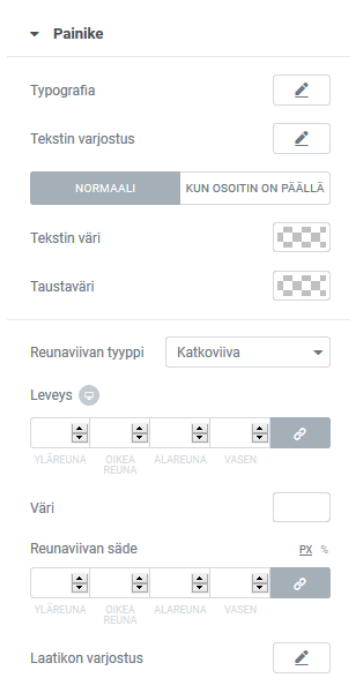 Painike
Typografia
Tekstin varjostus
NORMAALI KUN OSOITIN ON PÄÄLLÄ
Tekstin väri
Taustaväri
Reunaviivan tyyppi Katkoviiva
Leveys
YLÄREUNA OIKEA ALAREUNA VASEN
REUNA
Väri
Reunaviivan säde PX %
YLÄREUNA OIKEA ALAREUNA VASEN
REUNA
Laatikon varjostus